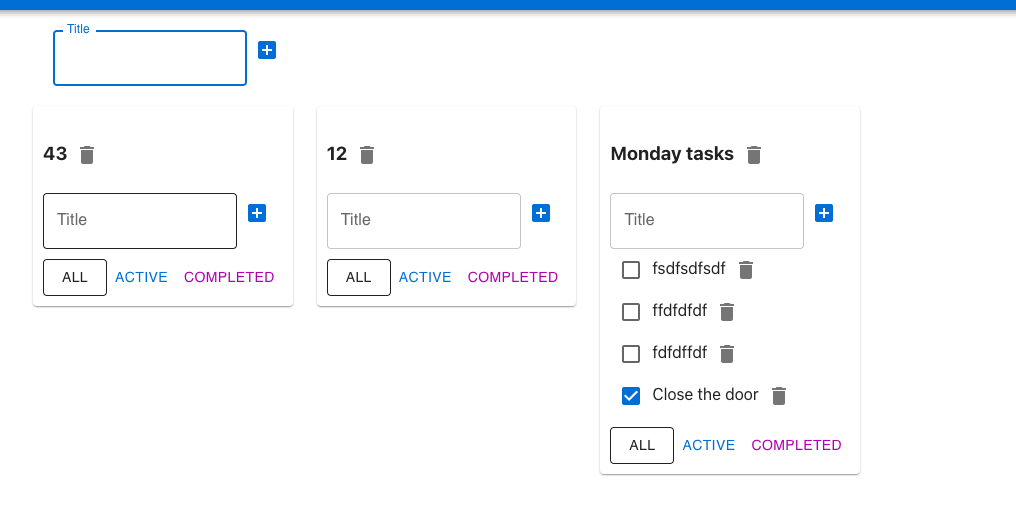 Title
43
Title
ALL ACTIVE COMPLETED
12
Title
ALL ACTIVE COMPLETED
Monday tasks
Title
fsdfsdfsdf
ffdfdfdf
fdfdffdf
Close the door
ALL ACTIVE COMPLETED